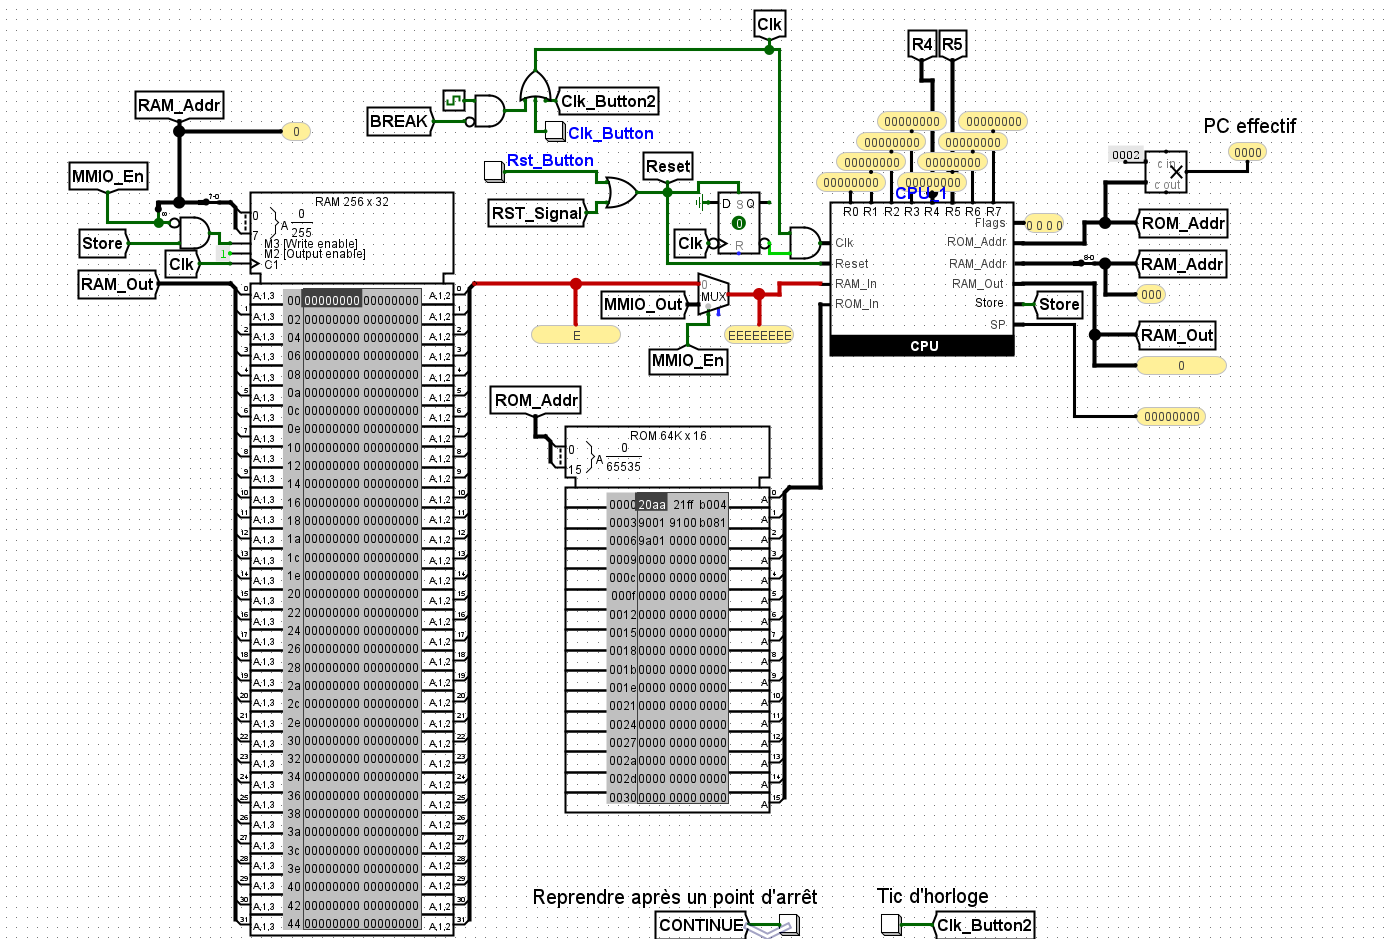 Clk
R4
R5
RAM_Addr
0
BREAK
Clk_Button2
Clk_Button
00000000
00000000
00000000
00000000
00000000
00000000
00000000
00000000
PC effectif
0002
c in
c out
0000
MMIO_En
Rst_Button
Reset
RST_Signal
Store
Clk
RAM_Out
RAM 256 x 32
0
7
A
0
255
M3 [Write enable]
M2 [Output enable]
C1
1
7-0
8
D S Q
0
R
Clk
CPU_1
R0 R1 R2 R3 R4 R5 R6 R7
Clk
Reset
RAM_In
ROM_In
Flags
ROM_Addr
RAM_Addr
RAM_Out
Store
SP
CPU
0 0 0 0
ROM_Addr
8-0
RAM_Addr
000
Store
RAM_Out
0
00000000
MMIO_Out
0
MUX
E
EEEEEEEE
MMIO_En
00 00000000 00000000
02 00000000 00000000
04 00000000 00000000
06 00000000 00000000
08 00000000 00000000
0a 00000000 00000000
0c 00000000 00000000
0e 00000000 00000000
10 00000000 00000000
12 00000000 00000000
14 00000000 00000000
16 00000000 00000000
18 00000000 00000000
1a 00000000 00000000
1c 00000000 00000000
1e 00000000 00000000
20 00000000 00000000
22 00000000 00000000
24 00000000 00000000
26 00000000 00000000
28 00000000 00000000
2a 00000000 00000000
2c 00000000 00000000
2e 00000000 00000000
30 00000000 00000000
32 00000000 00000000
34 00000000 00000000
36 00000000 00000000
38 00000000 00000000
3a 00000000 00000000
3c 00000000 00000000
3e 00000000 00000000
40 00000000 00000000
42 00000000 00000000
44 00000000 00000000
ROM_Addr
ROM 64K x 16
0
15
A
0
65535
0000 20aa 21ff b004
0003 9001 9100 b081
0006 9a01 0000 0000
0009 0000 0000 0000
000c 0000 0000 0000
000f 0000 0000 0000
0012 0000 0000 0000
0015 0000 0000 0000
0018 0000 0000 0000
001b 0000 0000 0000
001e 0000 0000 0000
0021 0000 0000 0000
0024 0000 0000 0000
0027 0000 0000 0000
002a 0000 0000 0000
002d 0000 0000 0000
0030 0000 0000 0000
Reprendre après un point d'arrêt
CONTINUE
Tic d'horloge
Clk_Button2